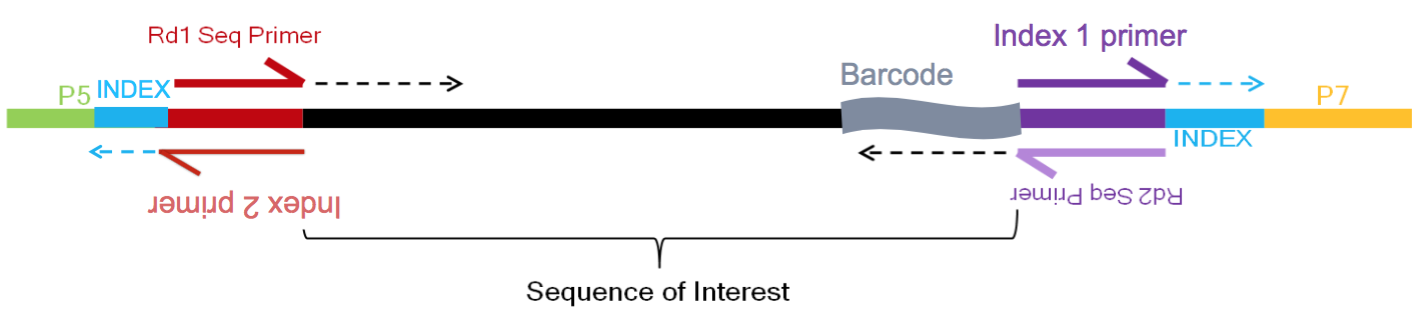 Rd1 Seq Primer
Index 1 primer
Barcode
P5
INDEX
P7
INDEX
Index 2 primer
Rd2 Seq Primer
Sequence of Interest